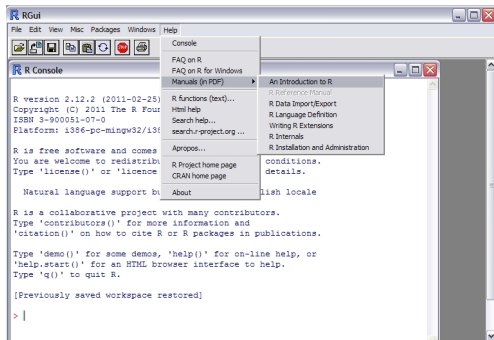 RGui
File Edit View Misc Packages Windows Help
STOP
R Console
R version 2.12.2 (2011-02-25)
Copyright (C) 2011 The R Foun
ISBN 3-900051-07-0
Platform: i386-pc-mingw32/i38
R is free software and comes
You are welcome to redistribu conditions.
Type 'license()' or 'licence details.
Natural language support bu lish locale
R is a collaborative project with many contributors.
Type 'contributors()' for more information and
'citation()' on how to cite R or R packages in publications.
Type 'demo()' for some demos, 'help()' for on-line help, or
'help.start()' for an HTML browser interface to help.
Type 'q()' to quit R.
[Previously saved workspace restored]
>
Console
FAQ on R
FAQ on R for Windows
Manuals (in PDF)
R functions (text)...
Html help
Search help...
search.r-project.org ...
Apropos...
R Project home page
CRAN home page
About
An Introduction to R
R Reference Manual
R Data Import/Export
R Language Definition
Writing R Extensions
R Internals
R Installation and Administration